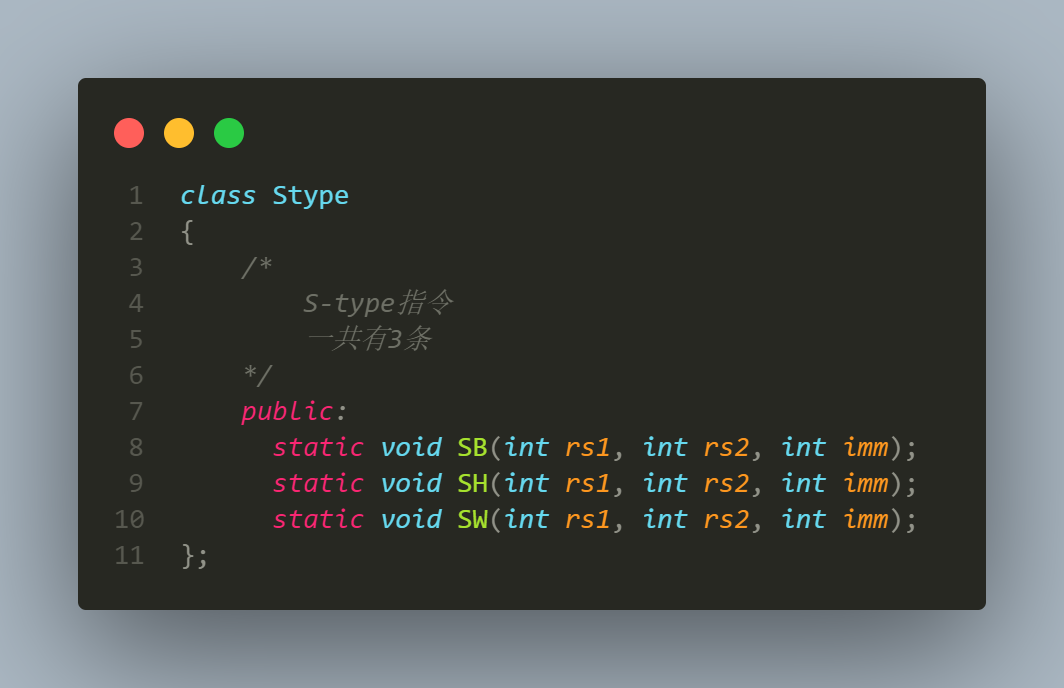 1 class Stype
2 {
3     /*
4         S-type指令
5         一共有3条
6     */
7     public:
8       static void SB(int rs1, int rs2, int imm);
9       static void SH(int rs1, int rs2, int imm);
10       static void SW(int rs1, int rs2, int imm);
11 };